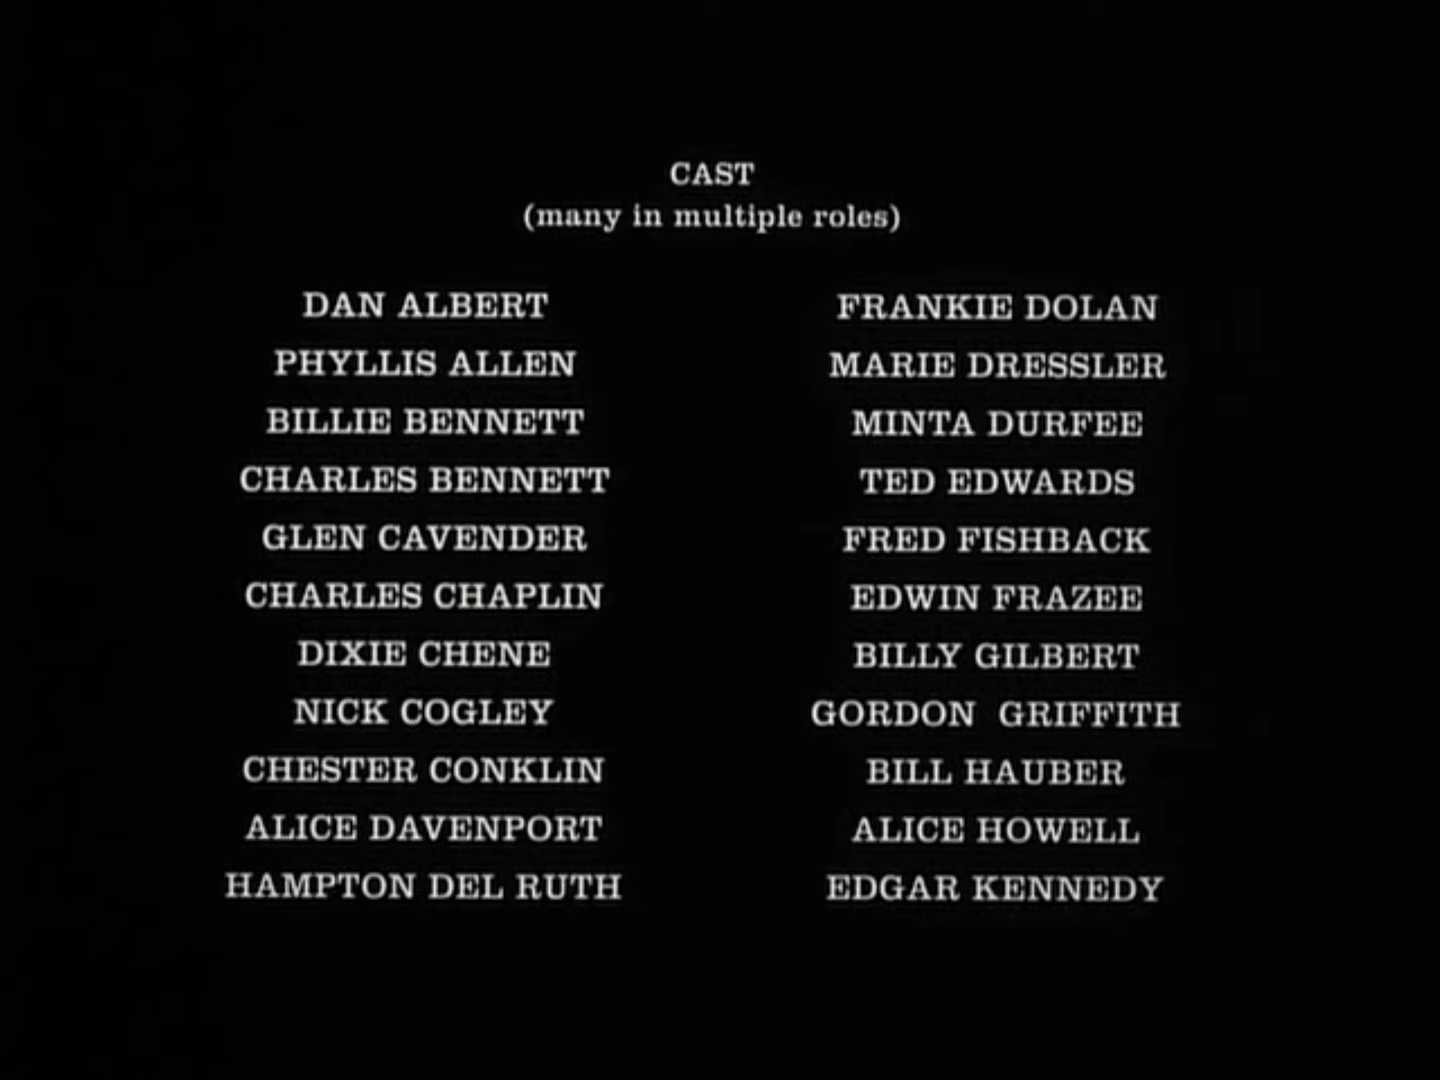 CAST
(many in multiple roles)
DAN ALBERT
PHYLLIS ALLEN
BILLIE BENNETT
CHARLES BENNETT
GLEN CAVENDER
CHARLES CHAPLIN
DIXIE CHENE
NICK COGLEY
CHESTER CONKLIN
ALICE DAVENPORT
HAMPTON DEL RUTH
FRANKIE DOLAN
MARIE DRESSLER
MINTA DURFEE
TED EDWARDS
FRED FISHBACK
EDWIN FRAZEE
BILLY GILBERT
GORDON GRIFFITH
BILL HAUBER
ALICE HOWELL
EDGAR KENNEDY